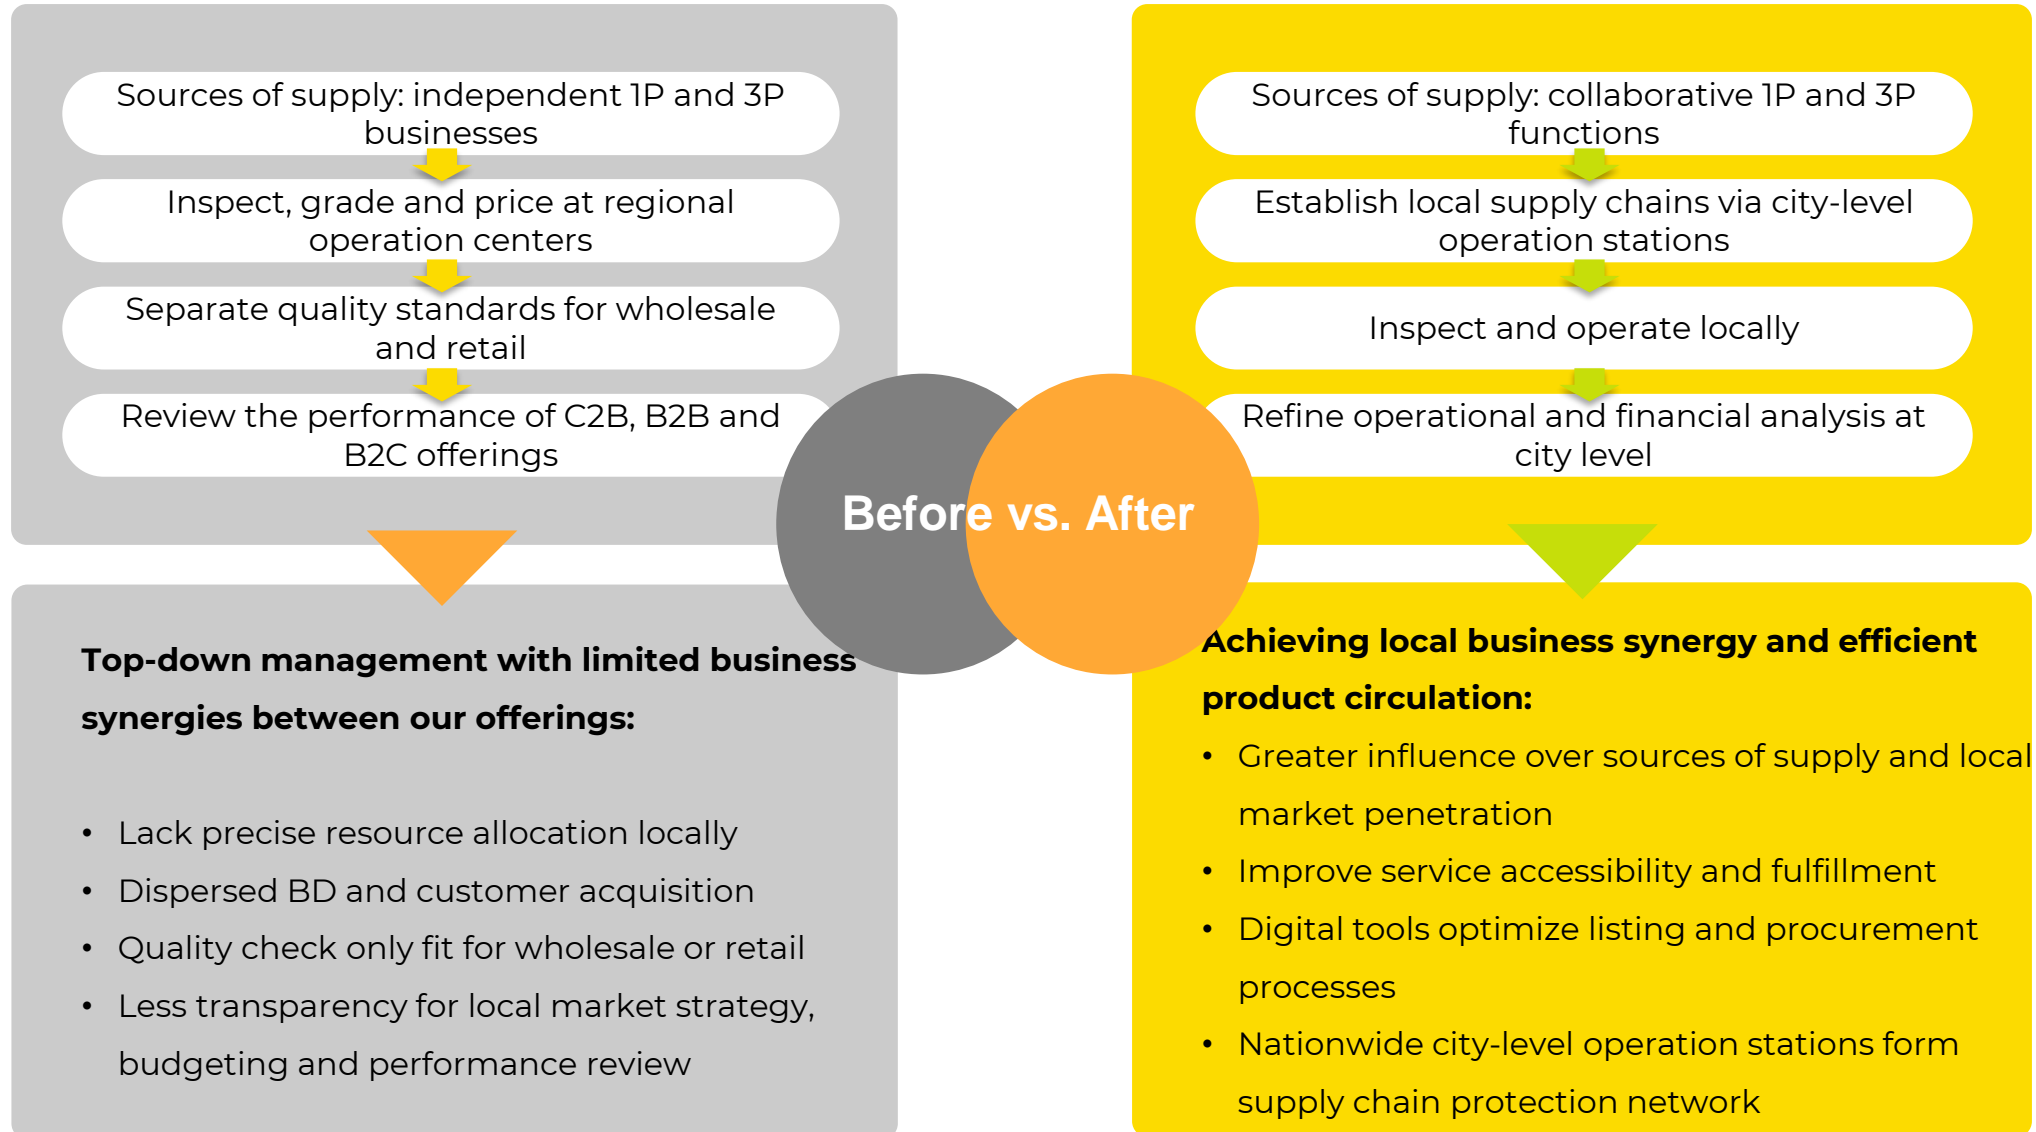 Sources of supply: independent 1P and 3P
businesses
Inspect, grade and price at regional
operation centers
Separate quality standards for wholesale
and retail
Review the performance of C2B, B2B and
B2C offerings
Sources of supply: collaborative 1P and 3P
functions
Establish local supply chains via city-level
operation stations
Inspect and operate locally
Refine operational and financial analysis at
city level
Before vs. After
Top-down management with limited business
synergies between our offerings:
• Lack precise resource allocation locally
• Dispersed BD and customer acquisition
• Quality check only fit for wholesale or retail
• Less transparency for local market strategy,
budgeting and performance review
Achieving local business synergy and efficient
product circulation:
• Greater influence over sources of supply and local
market penetration
• Improve service accessibility and fulfillment
• Digital tools optimize listing and procurement
processes
• Nationwide city-level operation stations form
supply chain protection network